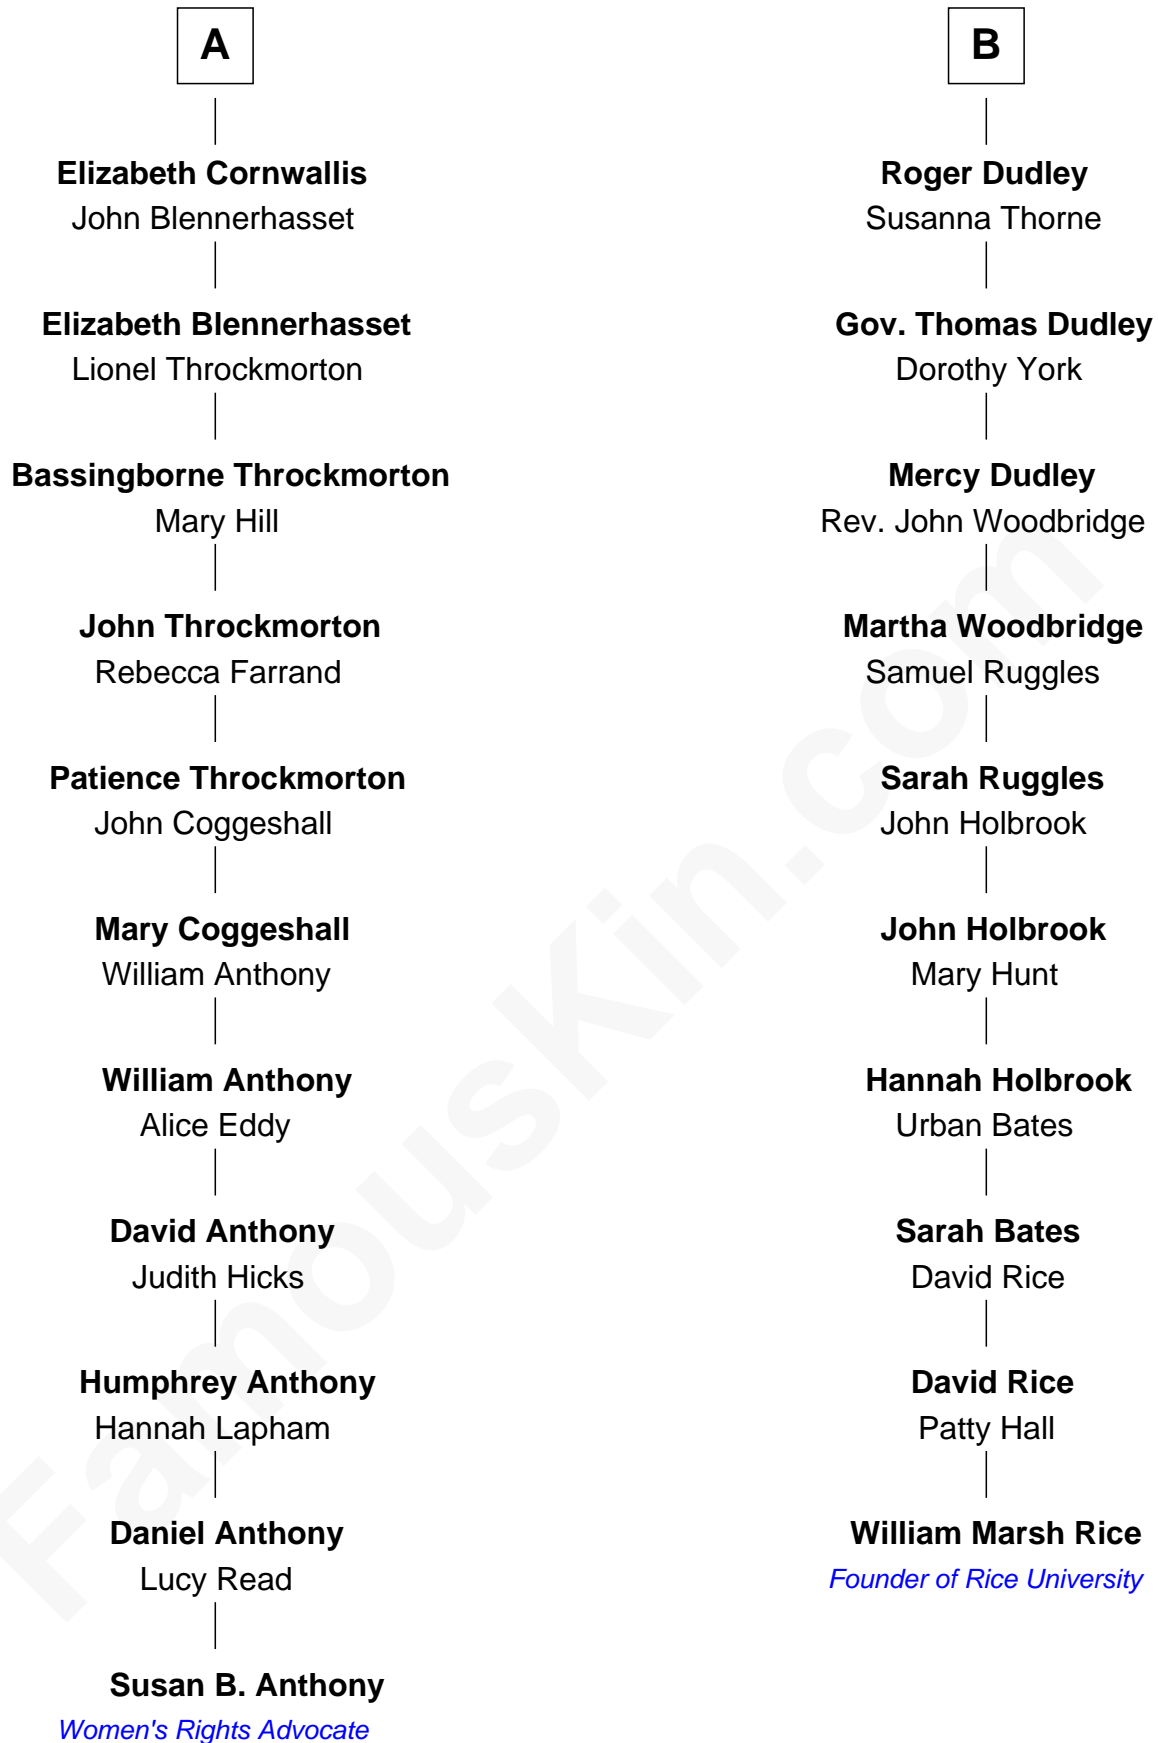 A
Elizabeth Cornwallis
John Blennerhasset
Elizabeth Blennerhasset
Lionel Throckmorton
Bassingborne Throckmorton
Mary Hill
John Throckmorton
Rebecca Farrand
Patience Throckmorton
John Coggeshall
Mary Coggeshall
William Anthony
William Anthony
Alice Eddy
David Anthony
Judith Hicks
Humphrey Anthony
Hannah Lapham
Daniel Anthony
Lucy Read
Susan B. Anthony
Women's Rights Advocate
B
Roger Dudley
Susanna Thorne
Gov. Thomas Dudley
Dorothy York
Mercy Dudley
Rev. John Woodbridge
Martha Woodbridge
Samuel Ruggles
Sarah Ruggles
John Holbrook
John Holbrook
Mary Hunt
Hannah Holbrook
Urban Bates
Sarah Bates
David Rice
David Rice
Patty Hall
William Marsh Rice
Founder of Rice University
FamousKin.com